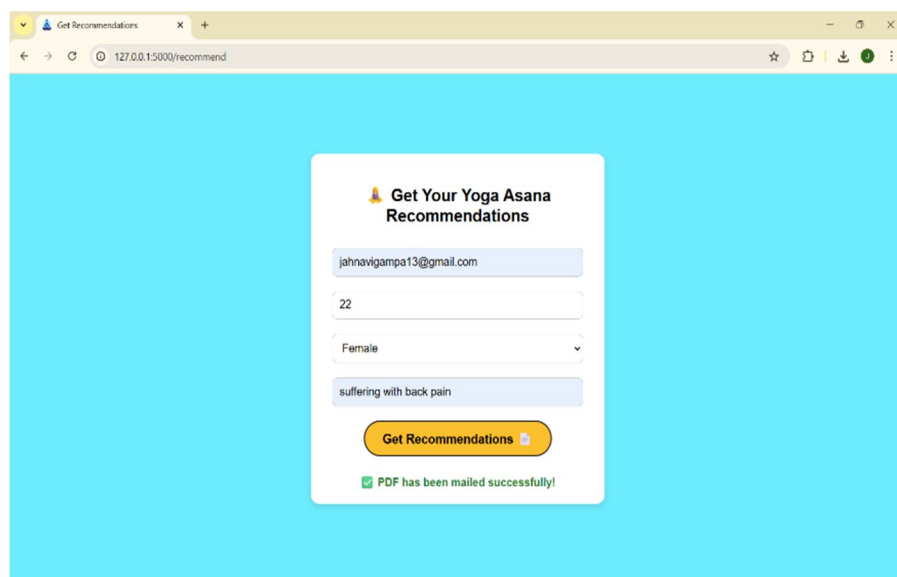 Get Recommendations
127.0.0.1:5000/recommend
J
Get Your Yoga Asana
Recommendations
jahnavigampa13@gmail.com
22
Female
suffering with back pain
Get Recommendations
PDF has been mailed successfully!